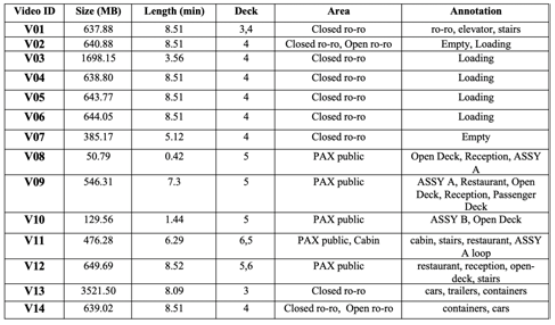 Video ID Size (MB) Length (min) Deck Area Annotation
V01 637.88 8.51 3,4 Closed ro-ro ro-ro, elevator, stairs
V02 640.88 8.51 4 Closed ro-ro, Open ro-ro Empty, Loading
V03 1698.15 3.56 4 Closed ro-ro Loading
V04 638.80 8.51 4 Closed ro-ro Loading
V05 643.77 8.51 4 Closed ro-ro Loading
V06 644.05 8.51 4 Closed ro-ro Loading
V07 385.17 5.12 4 Closed ro-ro Empty
V08 50.79 0.42 5 PAX public Open Deck, Reception, ASSY
A
V09 546.31 7.3 5 PAX public ASSY A, Restaurant, Open
Deck, Reception, Passenger
Deck
V10 129.56 1.44 5 PAX public ASSY B, Open Deck
V11 476.28 6.29 6,5 PAX public, Cabin cabin, stairs, restaurant, ASSY
A loop
V12 649.69 8.52 5,6 PAX public restaurant, reception, open-
deck, stairs
V13 3521.50 8.09 3 Closed ro-ro cars, trailers, containers
V14 639.02 8.51 4 Closed ro-ro, Open ro-ro containers, cars